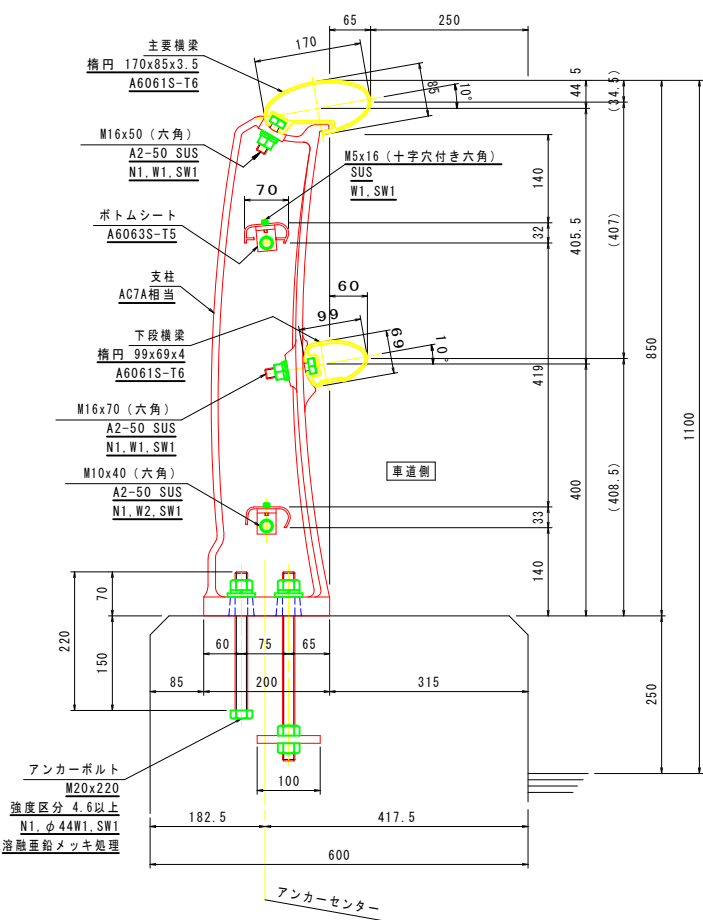 65
250
170
主要横梁
楕円 170x85x3.5
A6061S-T6
85
10°
44.5
(34.5)
M16x50 (六角)
A2-50 SUS
N1,W1,SW1
M5x16 (十字穴付き六角)
SUS
W1,SW1
70
140
32
405.5
(407)
ボトムシート
A6063S-T5
支柱
AC7A相当
60
99
69
10°
下段横梁
楕円 99x69x4
A6061S-T6
850
1100
419
M16x70 (六角)
A2-50 SUS
N1,W1,SW1
M10x40 (六角)
A2-50 SUS
N1,W2,SW1
車道側
400
(408.5)
33
140
70
220
150
60
75
65
85
200
315
250
100
アンカーボルト
M20x220
強度区分 4.6以上
N1,φ44W1,SW1
溶融亜鉛メッキ処理
182.5
417.5
600
アンカーセンター